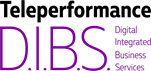 Teleperformance
D.I.B.S.
Digital
Integrated
Business
Services